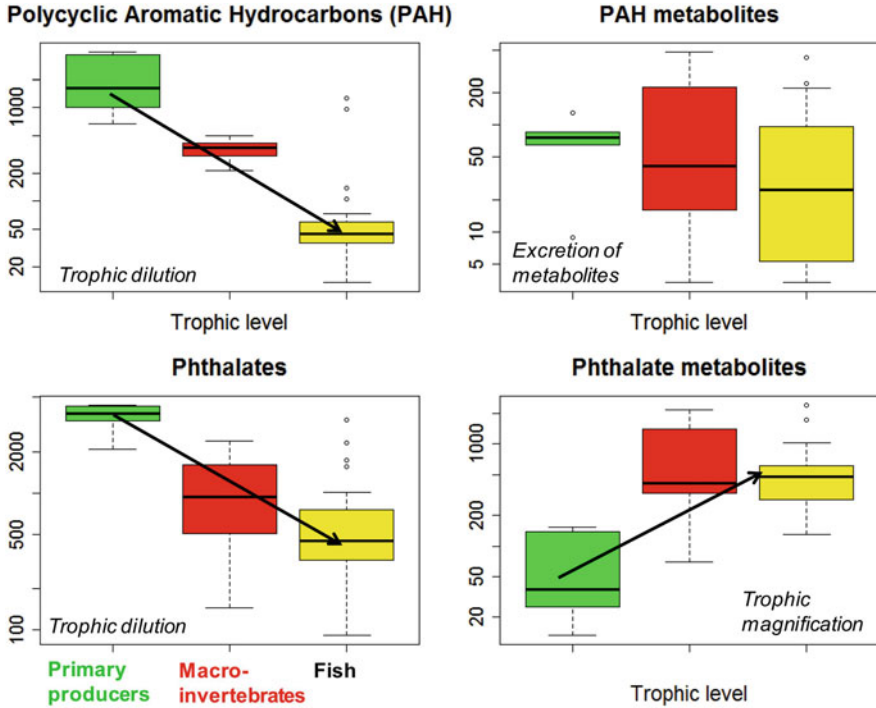 Polycyclic Aromatic Hydrocarbons (PAH)
1000
200
50
20
Trophic dilution
Trophic level
PAH metabolites
200
50
10
5
Excretion of
metabolites
Trophic level
Phthalates
2000
500
100
Trophic dilution
Primary
producers
Macro-
invertebrates
Fish
Phthalate metabolites
1000
200
50
20
Trophic
magnification
Trophic level